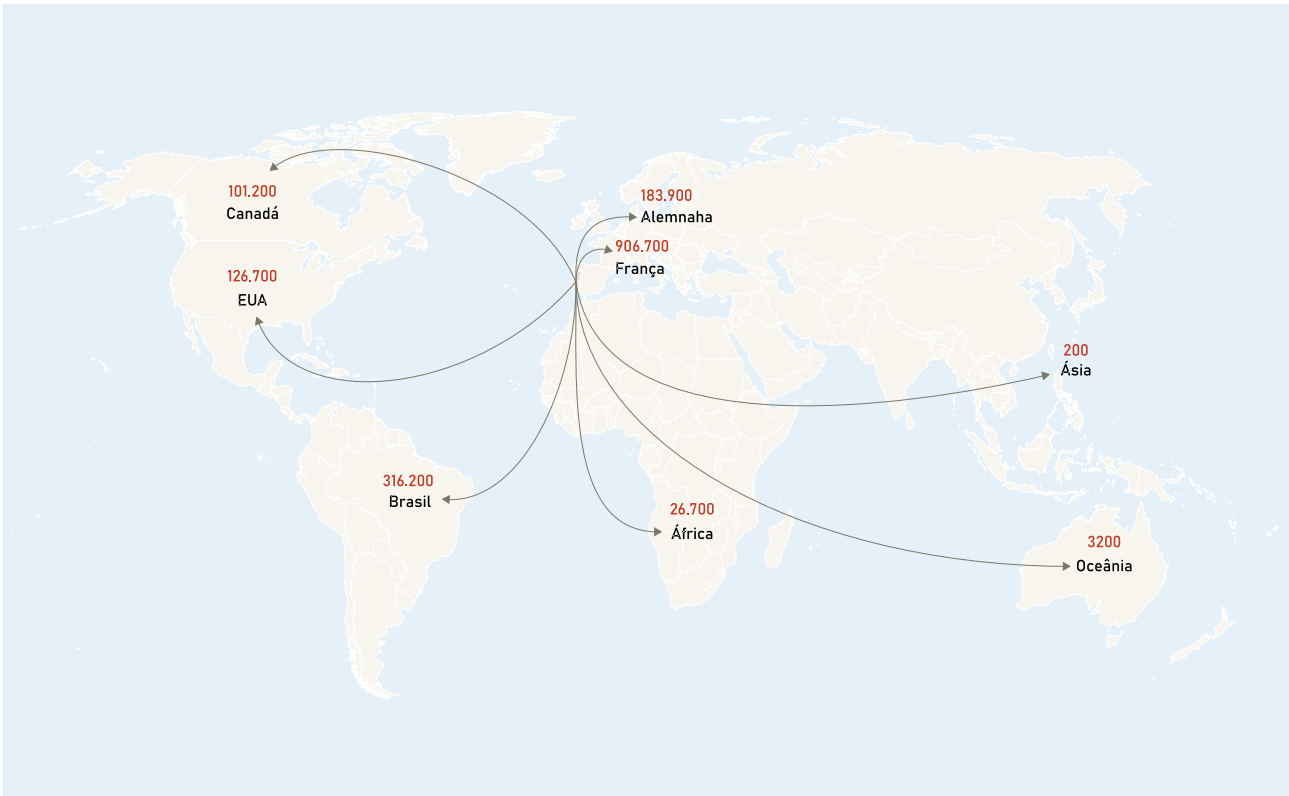 101.200
Canadá
126.700
EUA
316.200
Brasil
183.900
Alemnaha
906.700
França
26.700
África
200
Ásia
3200
Oceânia